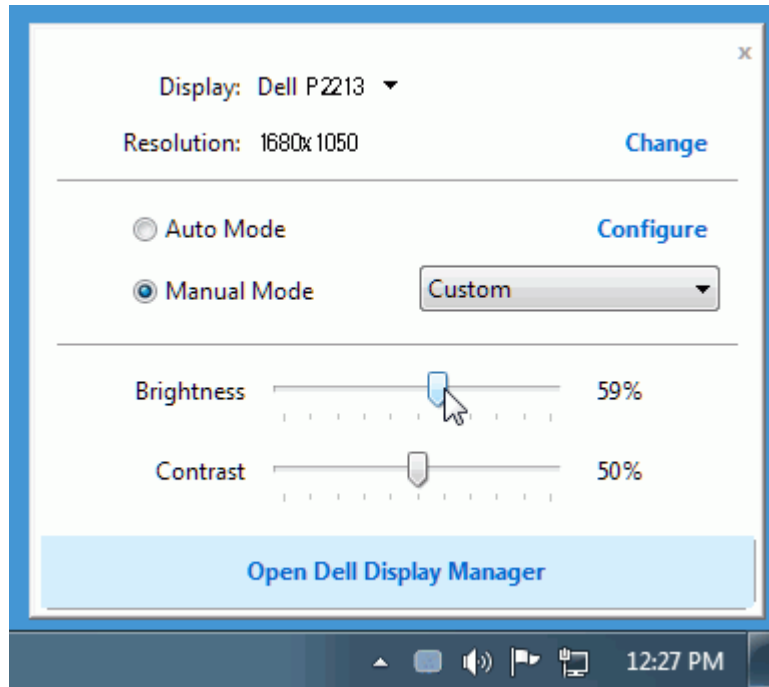 x
Display: Dell P2213
Resolution: 1680x1050 Change
Auto Mode Configure
Manual Mode Custom
Brightness 59%
Contrast 50%
Open Dell Display Manager
12:27 PM